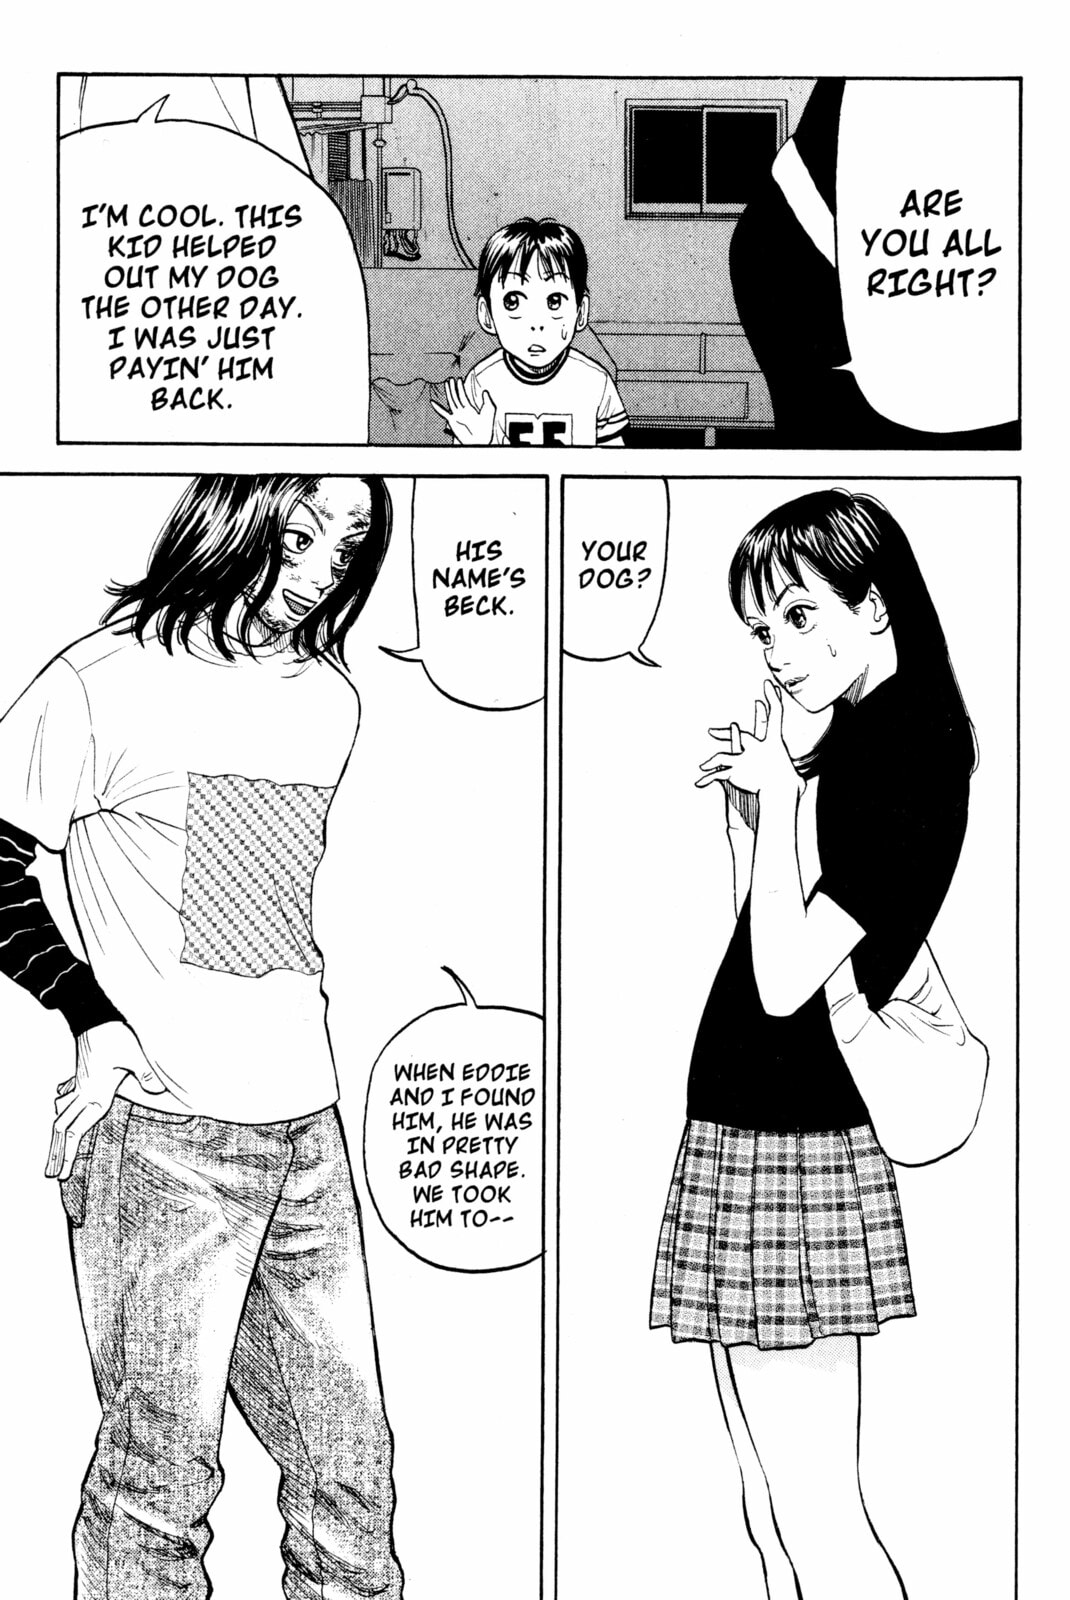 ARE
YOU ALL
RIGHT?
I'M COOL. THIS
KID HELPED
OUT MY DOG
THE OTHER DAY.
I WAS JUST
PAYIN' HIM
BACK.
55
YOUR
DOG?
HIS
NAME'S
BECK.
WHEN EDDIE
AND I FOUND
HIM, HE WAS
IN PRETTY
BAD SHAPE.
WE TOOK
HIM TO--